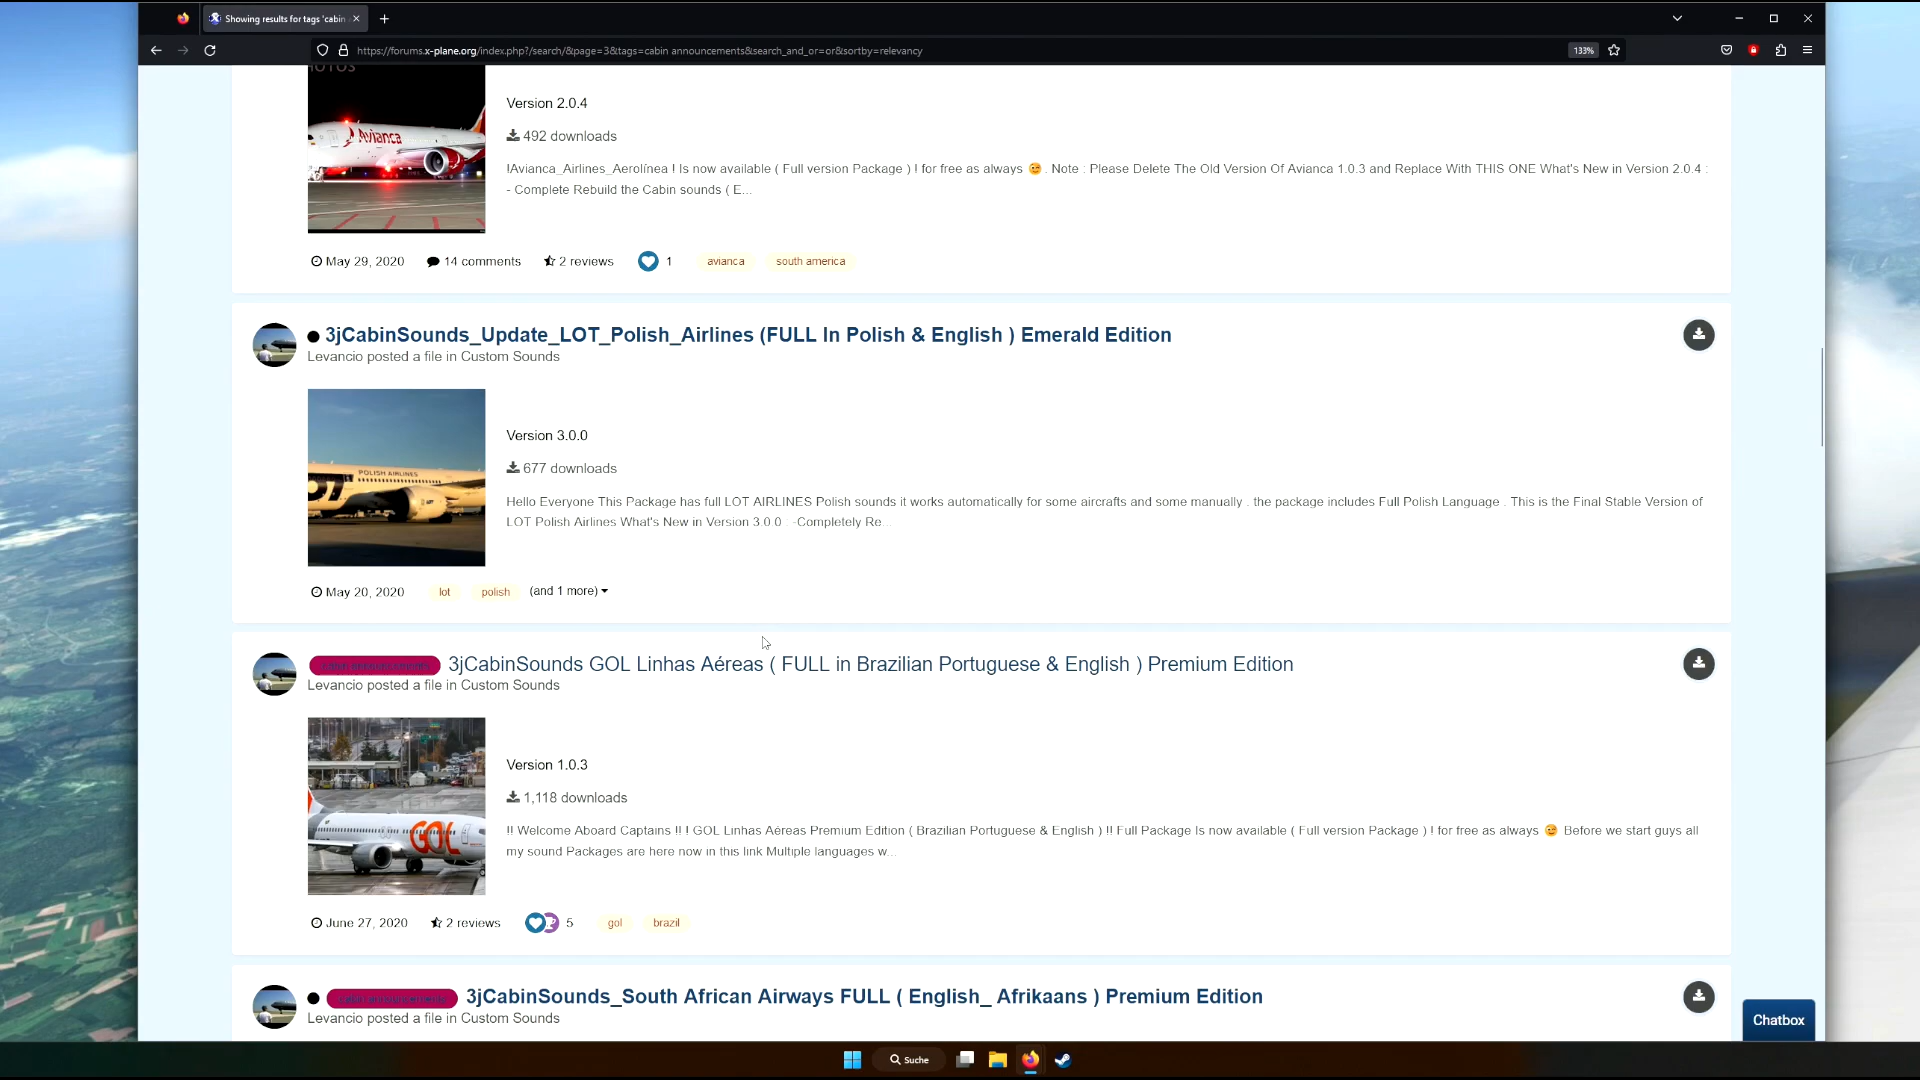 Showing results for tags 'cabin
https://forums.x-plane.org/index.php?/search/&page=3&tags=cabin announcements&search_and_or=or&sortby=relevancy
133%
Avianca
Version 2.0.4
492 downloads
!Avianca_Airlines_Aerolínea ! Is now available ( Full version Package ) ! for free as always 😉 . Note : Please Delete The Old Version Of Avianca 1.0.3 and Replace With THIS ONE What's New in Version 2.0.4 :
- Complete Rebuild the Cabin sounds ( E...
May 29, 2020 14 comments 2 reviews 1 avianca south america
3jCabinSounds_Update_LOT_Polish_Airlines (FULL In Polish & English ) Emerald Edition
Levancio posted a file in Custom Sounds
POLISH AIRLINES
Version 3.0.0
677 downloads
Hello Everyone This Package has full LOT AIRLINES Polish sounds it works automatically for some aircrafts and some manually . the package includes Full Polish Language . This is the Final Stable Version of
LOT Polish Airlines What's New in Version 3.0.0 : -Completely Re...
May 20, 2020 lot polish (and 1 more)
3jCabinSounds GOL Linhas Aéreas ( FULL in Brazilian Portuguese & English ) Premium Edition
Levancio posted a file in Custom Sounds
GOL
Version 1.0.3
1,118 downloads
!! Welcome Aboard Captains !! ! GOL Linhas Aéreas Premium Edition ( Brazilian Portuguese & English ) !! Full Package Is now available ( Full version Package ) ! for free as always 😉 Before we start guys all
my sound Packages are here now in this link Multiple languages w...
June 27, 2020 2 reviews 5 gol brazil
3jCabinSounds_South African Airways FULL ( English_ Afrikaans ) Premium Edition
Levancio posted a file in Custom Sounds
Chatbox
Suche